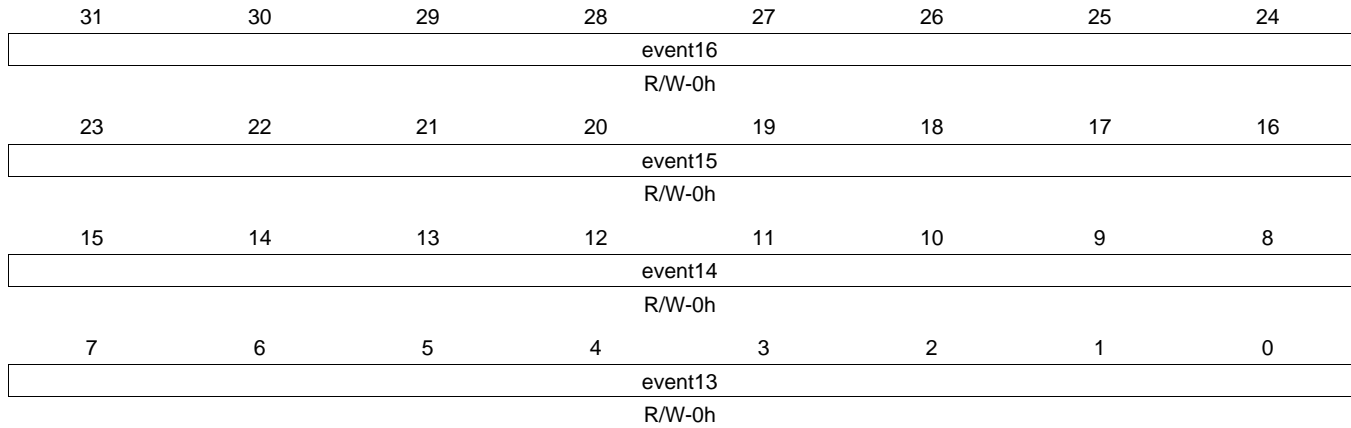 31 30 29 28 27 26 25 24
event16
R/W-0h
23 22 21 20 19 18 17 16
event15
R/W-0h
15 14 13 12 11 10 9 8
event14
R/W-0h
7 6 5 4 3 2 1 0
event13
R/W-0h